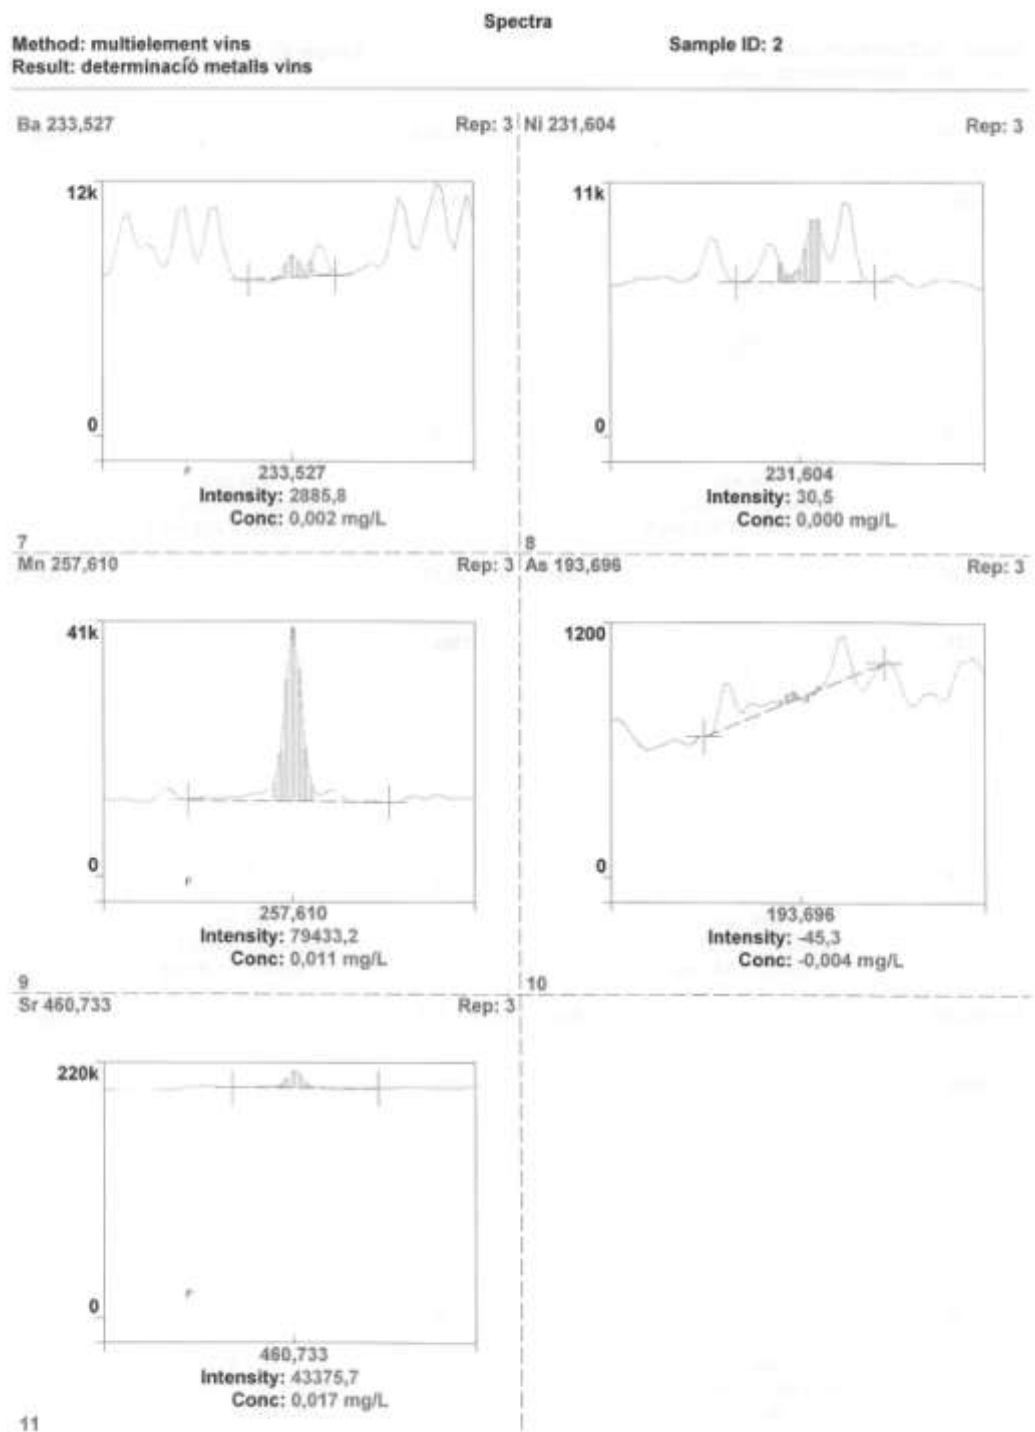 Spectra
Method: multielement vins
Sample ID: 2
Result: determinació metalls vins
Ba 233,527
Rep: 3
Ni 231,604
Rep: 3
12k
0
233,527
Intensity: 2885,8
Conc: 0,002 mg/L
7
11k
0
231,604
Intensity: 30,5
Conc: 0,000 mg/L
8
Mn 257,610
Rep: 3
As 193,696
Rep: 3
41k
0
P
257,610
Intensity: 79433,2
Conc: 0,011 mg/L
9
1200
0
193,696
Intensity: -45,3
Conc: -0,004 mg/L
10
Sr 460,733
Rep: 3
220k
0
P
460,733
Intensity: 43375,7
Conc: 0,017 mg/L
11